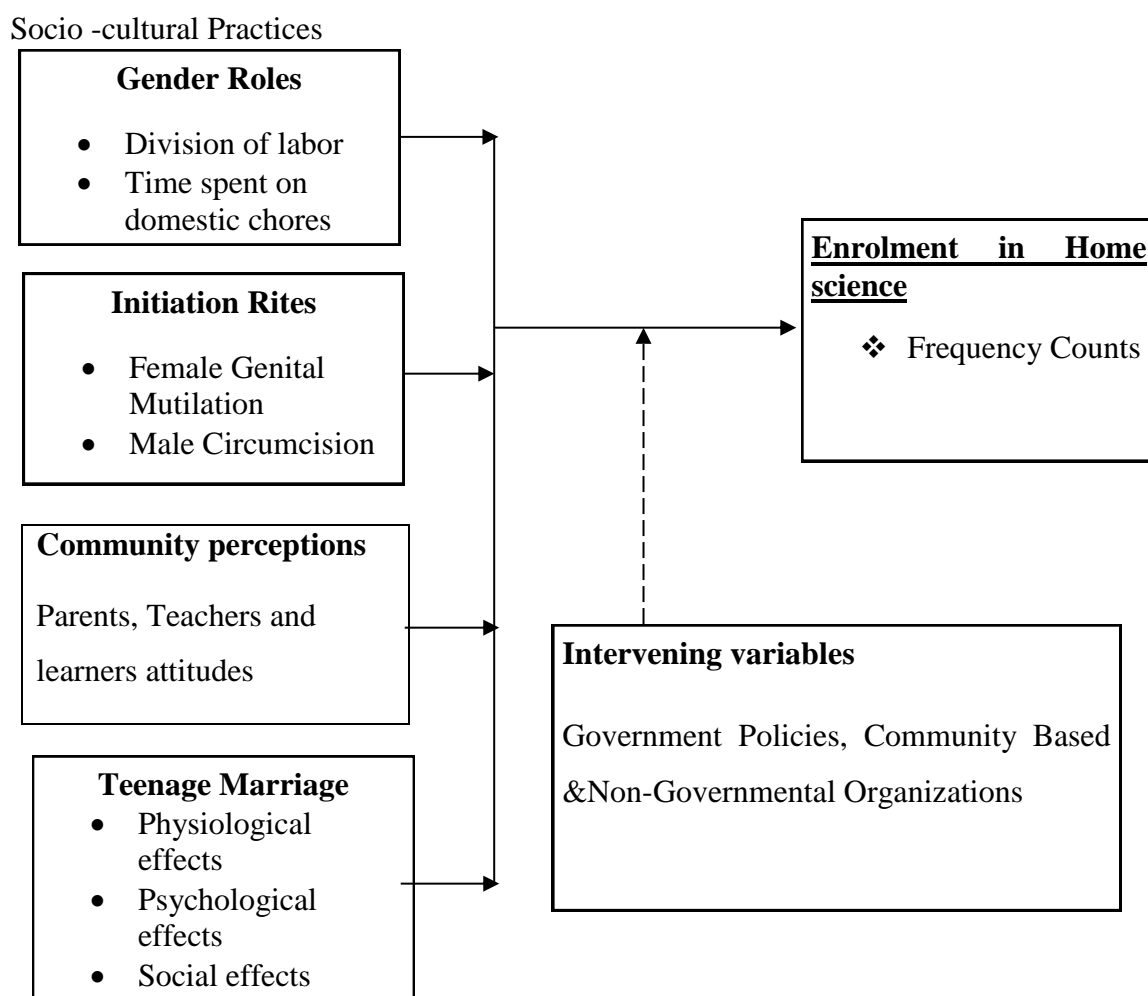 Socio -cultural Practices
Gender Roles
• Division of labor
• Time spent on
domestic chores
Initiation Rites
• Female Genital
Mutilation
• Male Circumcision
Community perceptions
Parents, Teachers and
learners attitudes
Teenage Marriage
• Physiological
effects
• Psychological
effects
• Social effects
Enrolment in Home
science
❖ Frequency Counts
Intervening variables
Government Policies, Community Based
&Non-Governmental Organizations